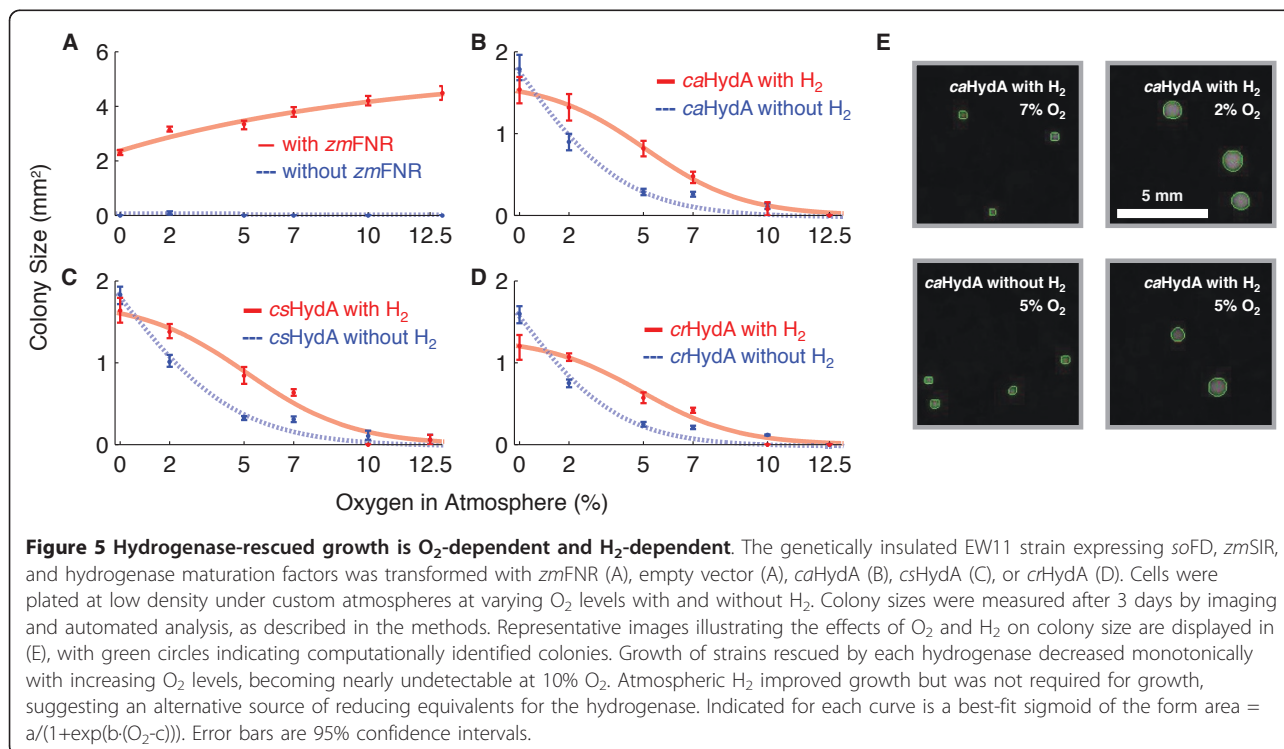 A
6
4
2
0
with zmFNR
without zmFNR
0 2 5 7 10 12.5
B
2
1
0
caHydA with H₂
caHydA without H₂
0 2 5 7 10 12.5
C
2
1
0
csHydA with H₂
csHydA without H₂
0 2 5 7 10 12.5
D
2
1
0
crHydA with H₂
crHydA without H₂
0 2 5 7 10 12.5
Colony Size (mm²)
Oxygen in Atmosphere (%)
E
caHydA with H₂
7% O₂
caHydA with H₂
2% O₂
5 mm
caHydA without H₂
5% O₂
caHydA with H₂
5% O₂
Figure 5 Hydrogenase-rescued growth is O₂-dependent and H₂-dependent. The genetically insulated EW11 strain expressing soFD, zmSIR,
and hydrogenase maturation factors was transformed with zmFNR (A), empty vector (A), caHydA (B), csHydA (C), or crHydA (D). Cells were
plated at low density under custom atmospheres at varying O₂ levels with and without H₂. Colony sizes were measured after 3 days by imaging
and automated analysis, as described in the methods. Representative images illustrating the effects of O₂ and H₂ on colony size are displayed in
(E), with green circles indicating computationally identified colonies. Growth of strains rescued by each hydrogenase decreased monotonically
with increasing O₂ levels, becoming nearly undetectable at 10% O₂. Atmospheric H₂ improved growth but was not required for growth,
suggesting an alternative source of reducing equivalents for the hydrogenase. Indicated for each curve is a best-fit sigmoid of the form area =
a/(1+exp(b·(O₂-c))). Error bars are 95% confidence intervals.